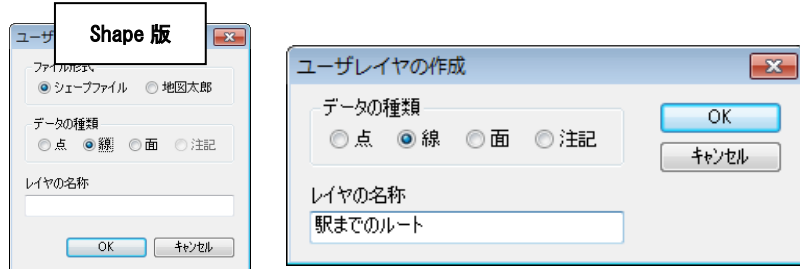 Shape 版
ユーザ
ファイル形式
シェープファイル 地図太郎
データの種類
点 線 面 注記
レイヤの名称
OK キャンセル
ユーザレイヤの作成
データの種類
点 線 面 注記
レイヤの名称
駅までのルート
OK
キャンセル